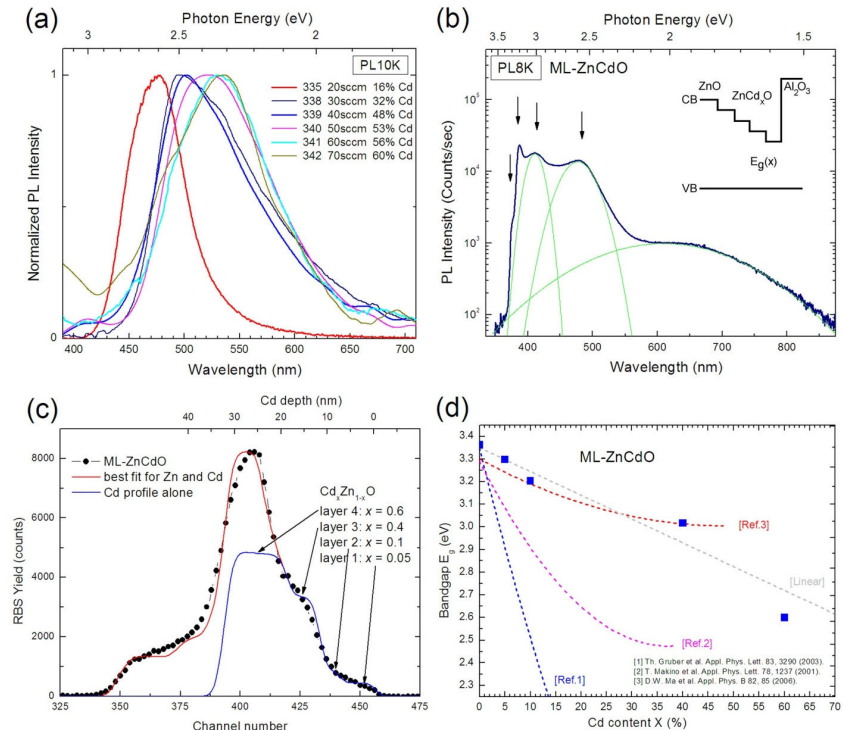 (a)
Photon Energy (eV)
3 2.5 2
PL10K
335 20sccm 16% Cd
338 30sccm 32% Cd
339 40sccm 48% Cd
340 50sccm 53% Cd
341 60sccm 56% Cd
342 70sccm 60% Cd
Normalized PL Intensity
1
0
400 450 500 550 600 650 700
Wavelength (nm)
(b)
Photon Energy (eV)
3.5 3 2.5 2 1.5
PL8K
ML-ZnCdO
ZnO
ZnCdₓO
Al₂O₃
CB
E_g(x)
VB
PL Intensity (Counts/sec)
10⁵
10⁴
10³
10²
400 500 600 700 800
Wavelength (nm)
(c)
Cd depth (nm)
40 30 20 10 0
ML-ZnCdO
best fit for Zn and Cd
Cd profile alone
CdₓZn₁₋ₓO
layer 4: x = 0.6
layer 3: x = 0.4
layer 2: x = 0.1
layer 1: x = 0.05
RBS Yield (counts)
8000
6000
4000
2000
0
325 350 375 400 425 450 475
Channel number
(d)
ML-ZnCdO
Bandgap E_g (eV)
3.4
3.3
3.2
3.1
3.0
2.9
2.8
2.7
2.6
2.5
2.4
2.3
[Ref.3]
[Linear]
[Ref.2]
[Ref.1]
[1] Th. Gruber et al. Appl. Phys. Lett. 83, 3290 (2003).
[2] T. Makino et al. Appl. Phys. Lett. 78, 1237 (2001).
[3] D.W. Ma et al. Appl. Phys. B 82, 85 (2006).
0 5 10 15 20 25 30 35 40 45 50 55 60 65 70
Cd content X (%)